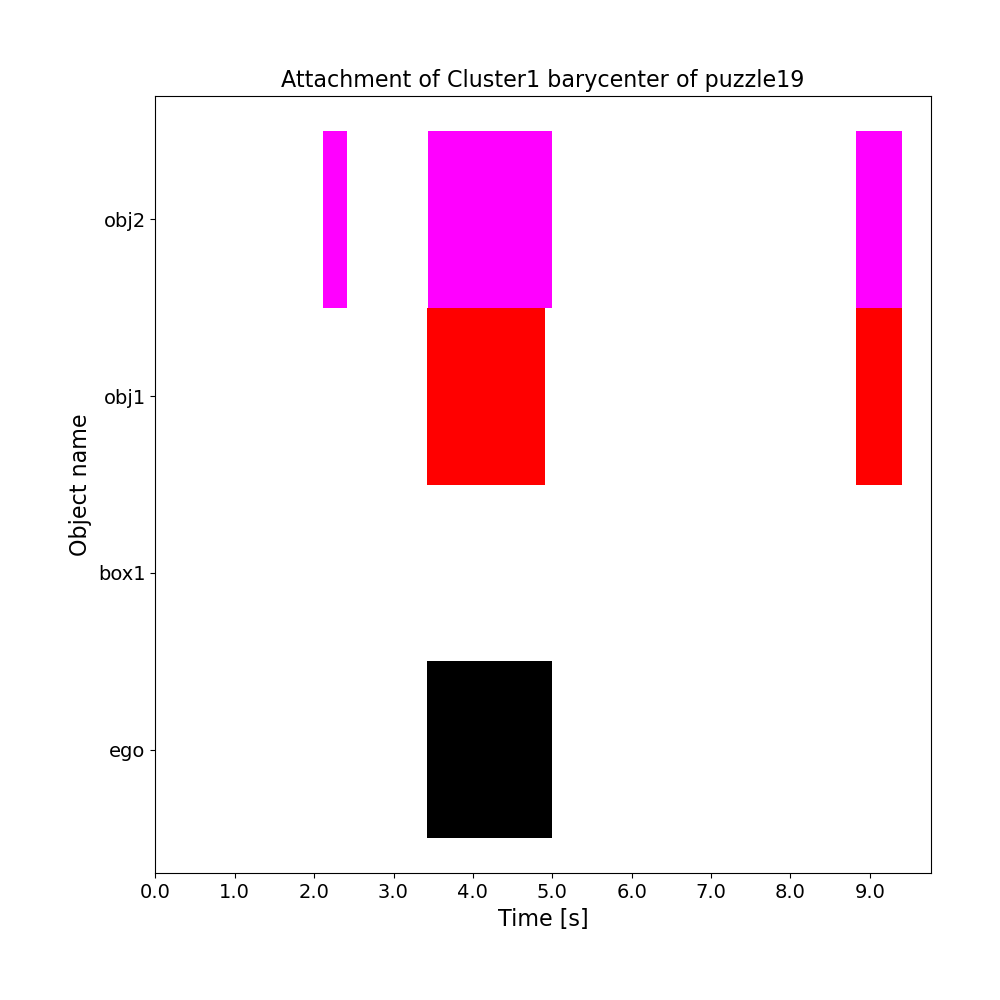 Attachment of Cluster1 barycenter of puzzle19
obj2
obj1
box1
ego
Object name
0.0 1.0 2.0 3.0 4.0 5.0 6.0 7.0 8.0 9.0
Time [s]